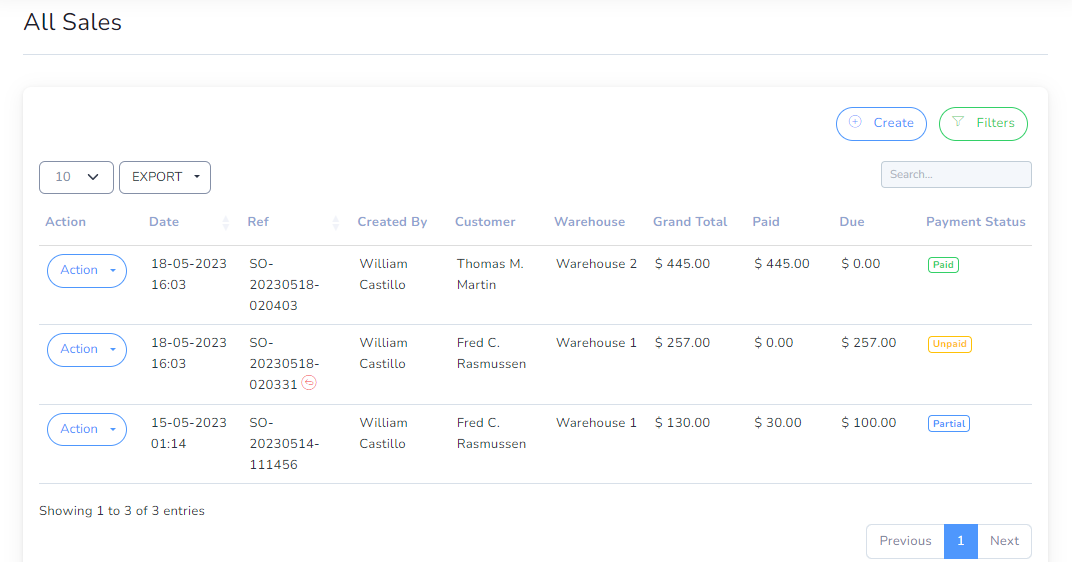 All Sales
Create Filters
10 EXPORT Search...
Action Date Ref Created By Customer Warehouse Grand Total Paid Due Payment Status
Action 18-05-2023 SO- William Thomas M. Warehouse 2 $ 445.00 $ 445.00 $ 0.00 Paid
16:03 20230518- Castillo Martin
020403
Action 18-05-2023 SO- William Fred C. Warehouse 1 $ 257.00 $ 0.00 $ 257.00 Unpaid
16:03 20230518- Castillo Rasmussen
020331
Action 15-05-2023 SO- William Fred C. Warehouse 1 $ 130.00 $ 30.00 $ 100.00 Partial
01:14 20230514- Castillo Rasmussen
111456
Showing 1 to 3 of 3 entries
Previous 1 Next